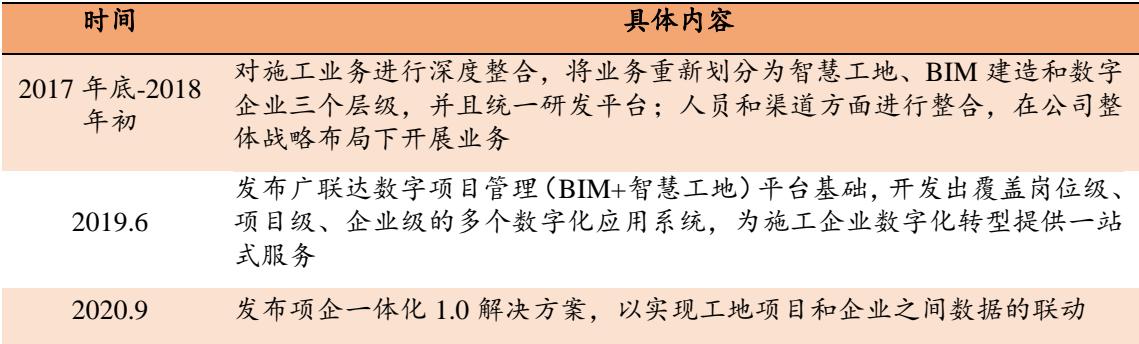 时间 具体内容
2017 年底-2018 对施工业务进行深度整合，将业务重新划分为智慧工地、BIM 建造和数字
年初 企业三个层级，并且统一研发平台；人员和渠道方面进行整合，在公司整
体战略布局下开展业务
发布广联达数字项目管理（BIM+智慧工地）平台基础，开发出覆盖岗位级、
2019.6 项目级、企业级的多个数字化应用系统，为施工企业数字化转型提供一站
式服务
2020.9 发布项企一体化 1.0 解决方案，以实现工地项目和企业之间数据的联动